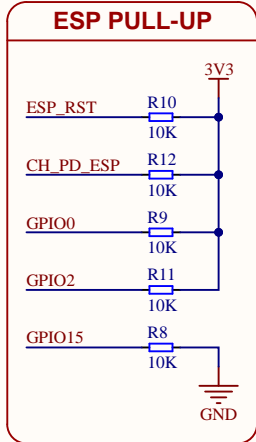 ESP PULL-UP
3V3
ESP_RST R10
10K
CH_PD_ESP R12
10K
GPIO0 R9
10K
GPIO2 R11
10K
GPIO15 R8
10K
GND